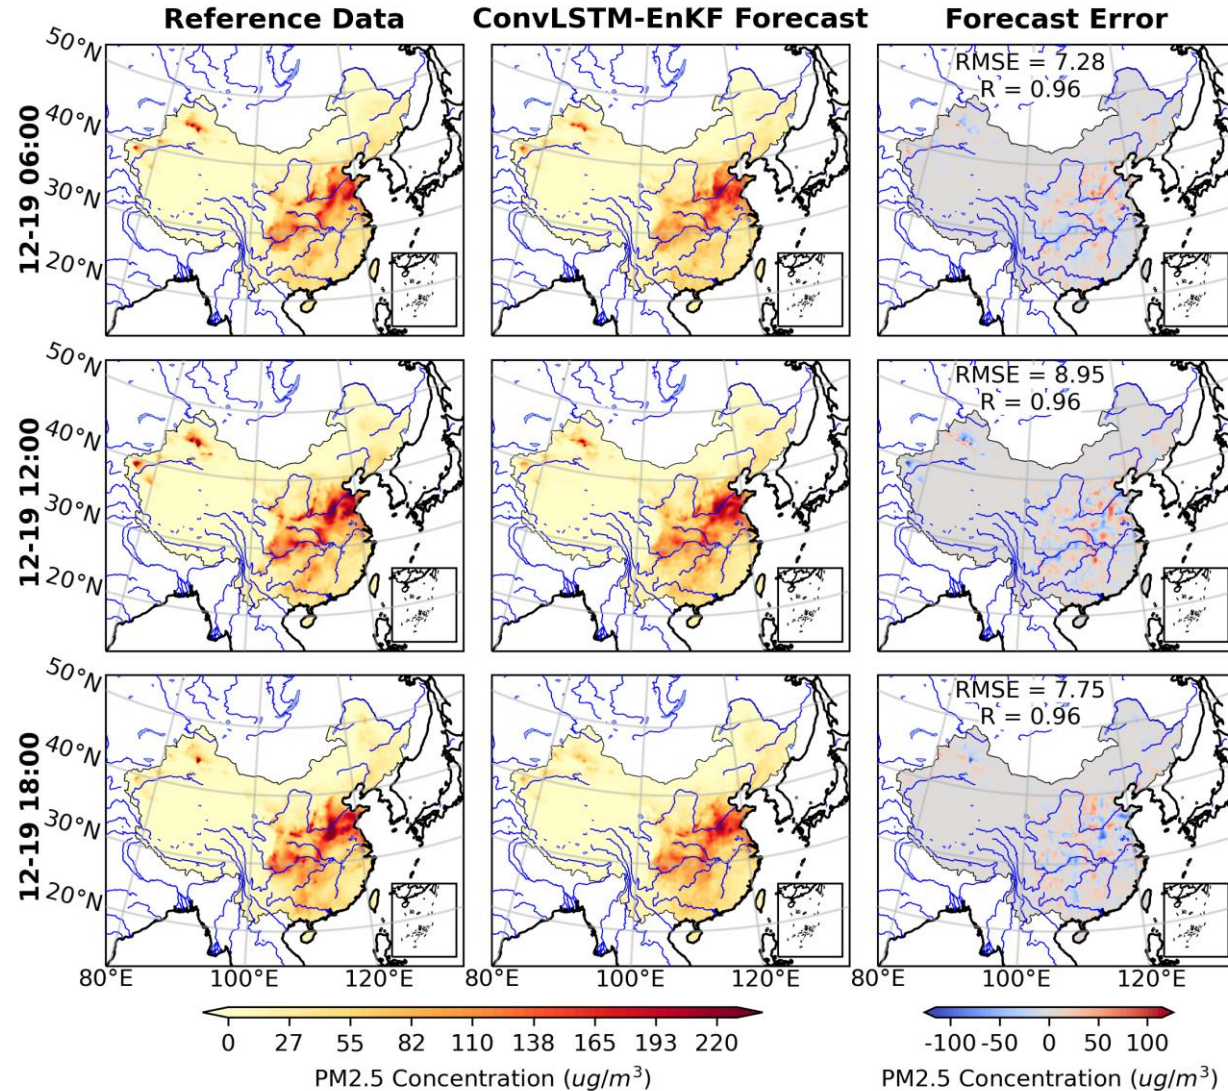 Reference Data
ConvLSTM-EnKF Forecast
Forecast Error
12-19 06:00
50°N
40°N
30°N
20°N
RMSE = 7.28
R = 0.96
12-19 12:00
50°N
40°N
30°N
20°N
RMSE = 8.95
R = 0.96
12-19 18:00
50°N
40°N
30°N
20°N
RMSE = 7.75
R = 0.96
80°E 100°E 120°E
80°E 100°E 120°E
80°E 100°E 120°E
0 27 55 82 110 138 165 193 220
PM2.5 Concentration (ug/m³)
-100 -50 0 50 100
PM2.5 Concentration (ug/m³)